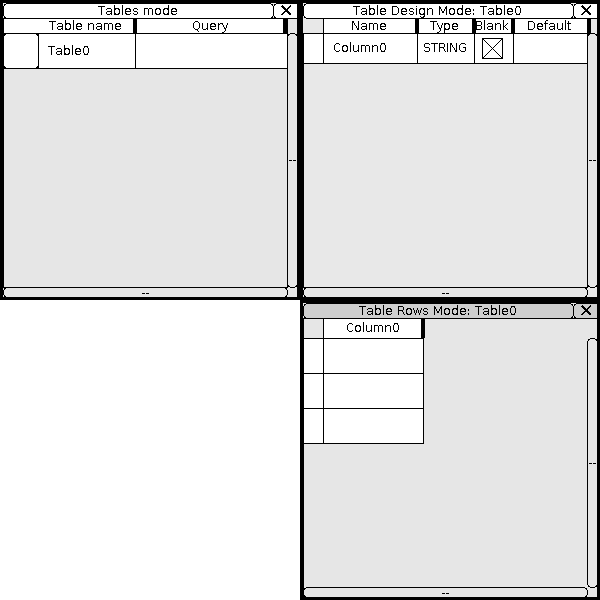 Tables mode
Table name Query
Table0
--
--
Table Design Mode: Table0
Name Type Blank Default
Column0 STRING
--
--
Table Rows Mode: Table0
Column0
--
--